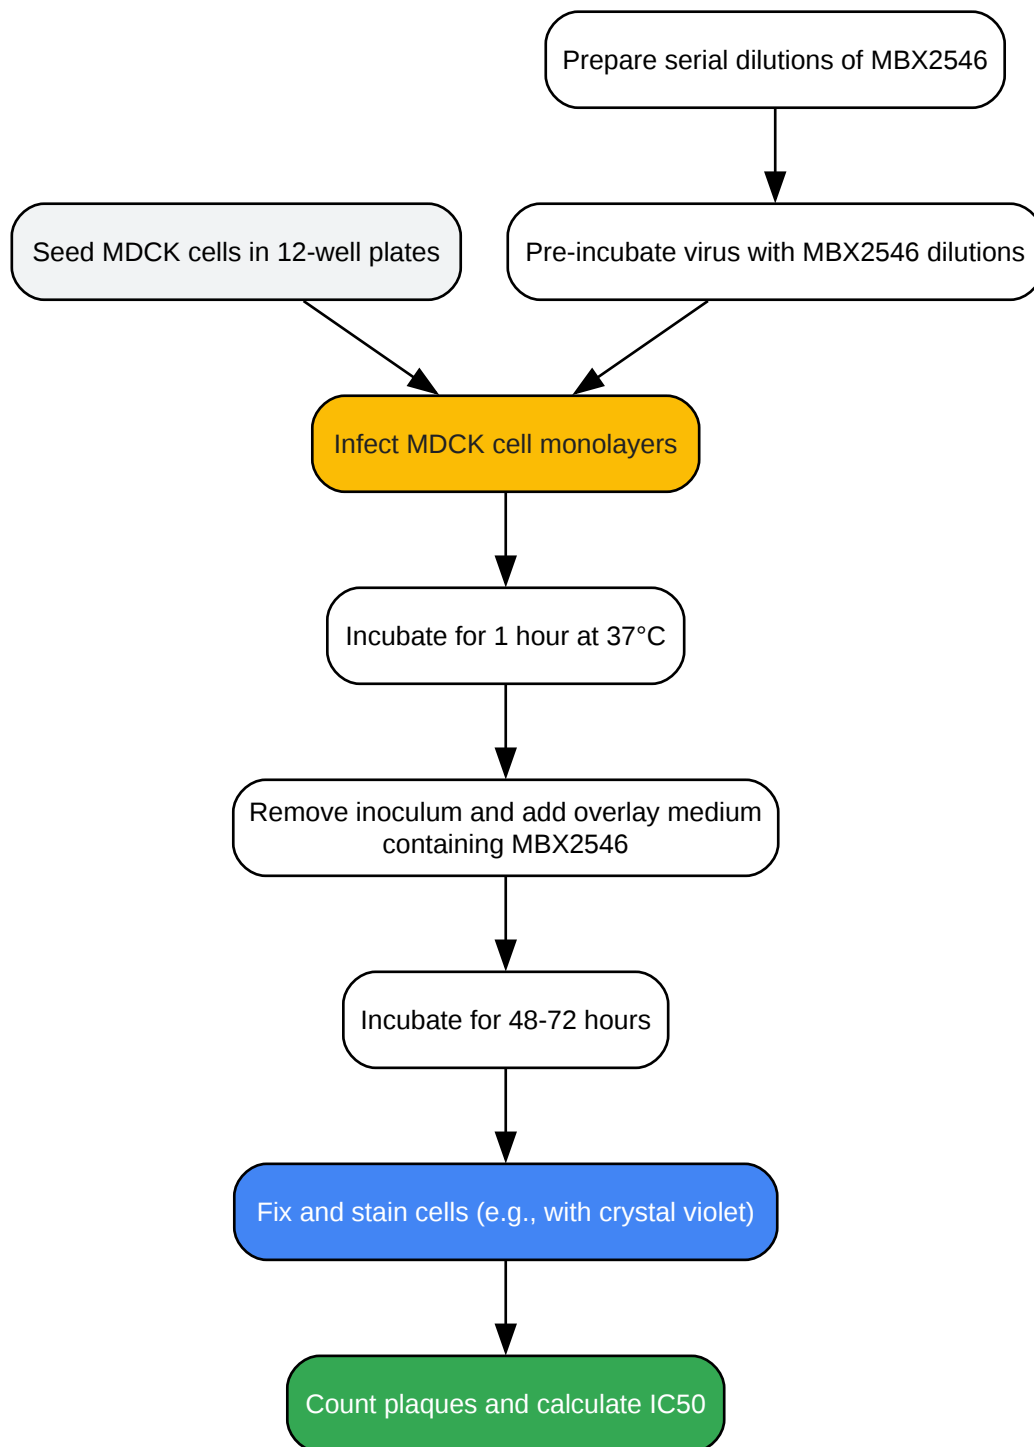 Prepare serial dilutions of MBX2546
Seed MDCK cells in 12-well plates
Pre-incubate virus with MBX2546 dilutions
Infect MDCK cell monolayers
Incubate for 1 hour at 37°C
Remove inoculum and add overlay medium
containing MBX2546
Incubate for 48-72 hours
Fix and stain cells (e.g., with crystal violet)
Count plaques and calculate IC50